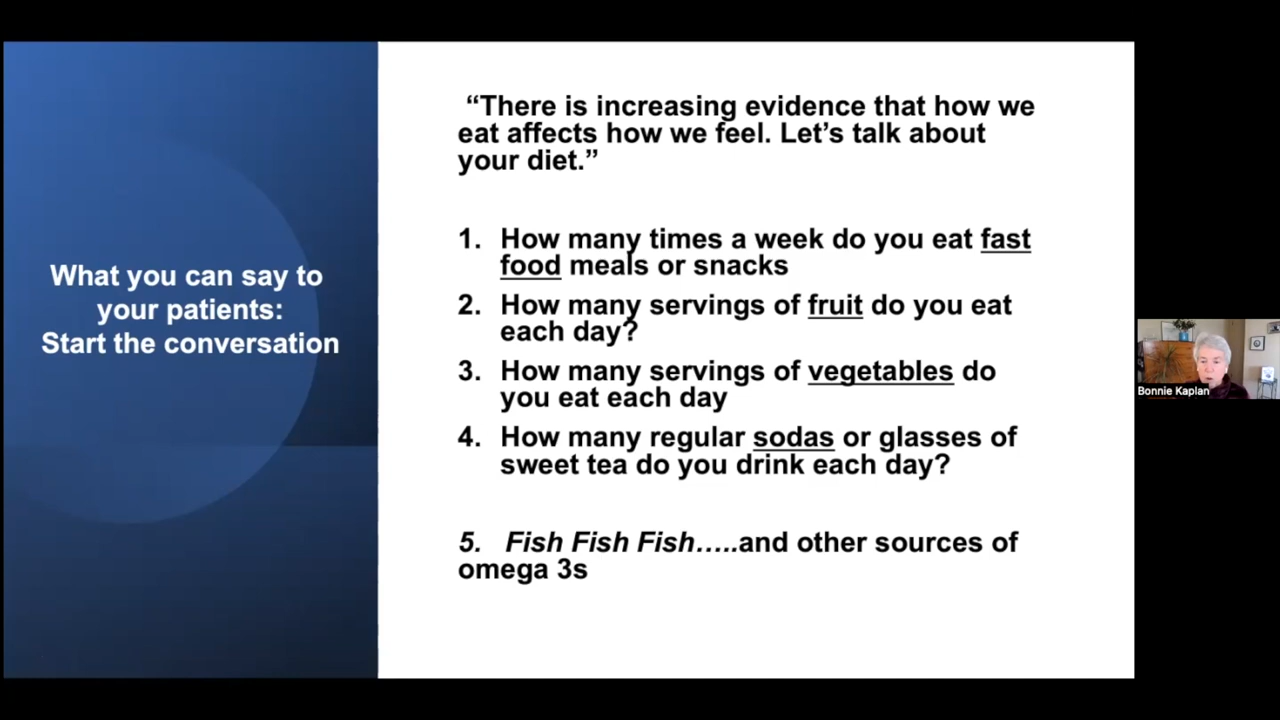 What you can say to
your patients:
Start the conversation
“There is increasing evidence that how we
eat affects how we feel. Let’s talk about
your diet.”
1. How many times a week do you eat fast
food meals or snacks
2. How many servings of fruit do you eat
each day?
3. How many servings of vegetables do
you eat each day
4. How many regular sodas or glasses of
sweet tea do you drink each day?
5. Fish Fish Fish…..and other sources of
omega 3s
Bonnie Kaplan